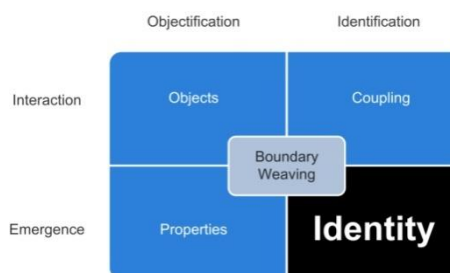 Objectification
Identification
Interaction
Objects
Coupling
Boundary
Weaving
Emergence
Properties
Identity